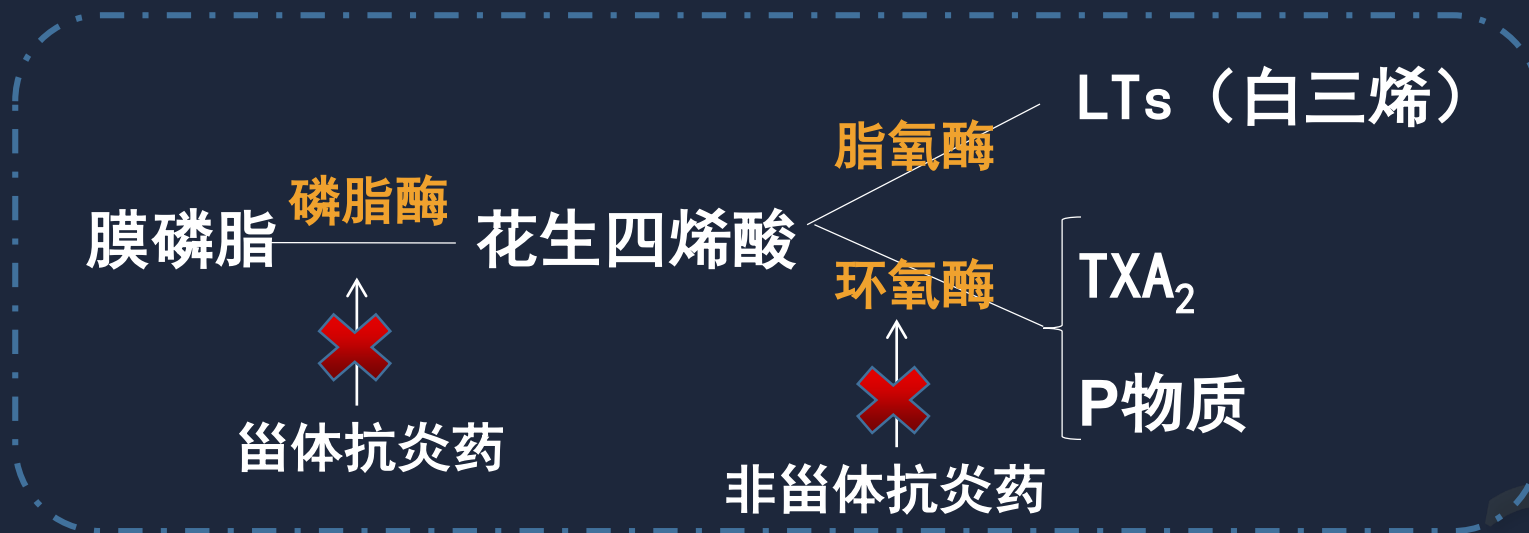 LTs（白三烯）
脂氧酶
磷脂酶
膜磷脂
花生四烯酸
环氧酶
TXA₂
P物质
甾体抗炎药
非甾体抗炎药